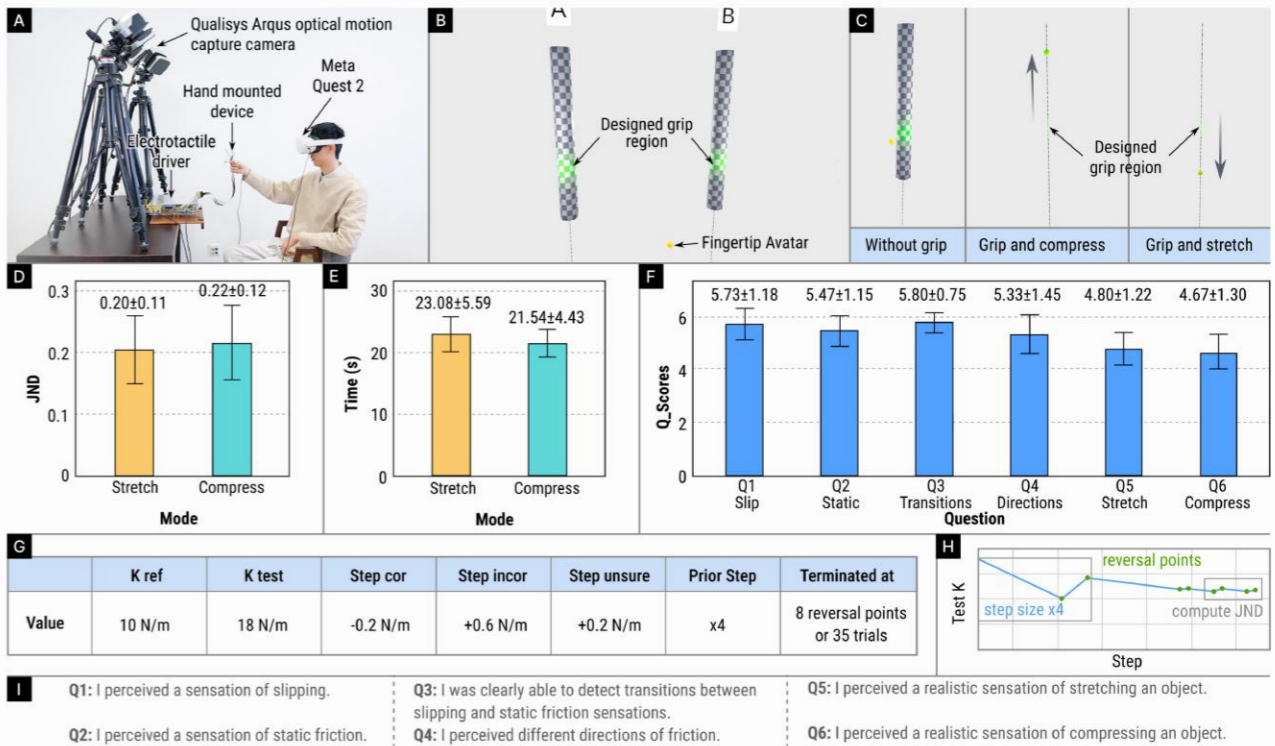 A
Qualisys Arqus optical motion
capture camera
Meta
Quest 2
Hand mounted
device
Electrotactile
driver
B
A
B
Designed grip
region
Fingertip Avatar
C
Designed
grip region
Without grip
Grip and compress
Grip and stretch
D
0.3
0.2
0.1
0
JND
0.20±0.11
0.22±0.12
Stretch
Compress
Mode
E
30
20
10
0
Time (s)
23.08±5.59
21.54±4.43
Stretch
Compress
Mode
F
6
4
2
0
Q_Scores
5.73±1.18
5.47±1.15
5.80±0.75
5.33±1.45
4.80±1.22
4.67±1.30
Q1
Slip
Q2
Static
Q3
Transitions
Q4
Directions
Q5
Stretch
Q6
Compress
Question
G
K ref
K test
Step cor
Step incor
Step unsure
Prior Step
Terminated at
Value
10 N/m
18 N/m
-0.2 N/m
+0.6 N/m
+0.2 N/m
x4
8 reversal points
or 35 trials
H
Test K
reversal points
step size x4
compute JND
Step
I
Q1: I perceived a sensation of slipping.
Q2: I perceived a sensation of static friction.
Q3: I was clearly able to detect transitions between
slipping and static friction sensations.
Q4: I perceived different directions of friction.
Q5: I perceived a realistic sensation of stretching an object.
Q6: I perceived a realistic sensation of compressing an object.